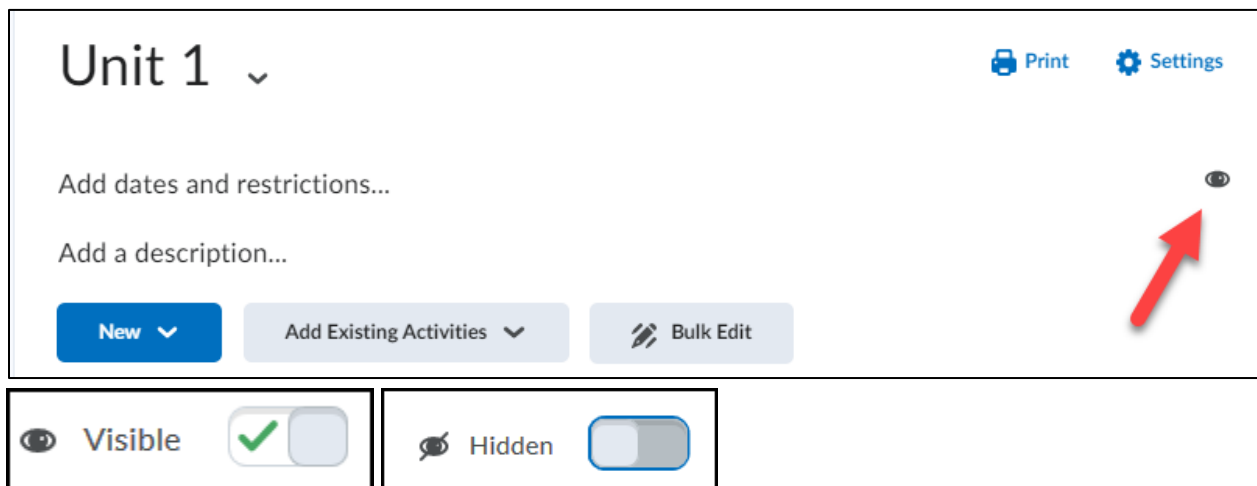 Unit 1
Print
Settings
Add dates and restrictions...
Add a description...
New
Add Existing Activities
Bulk Edit
Visible
Hidden